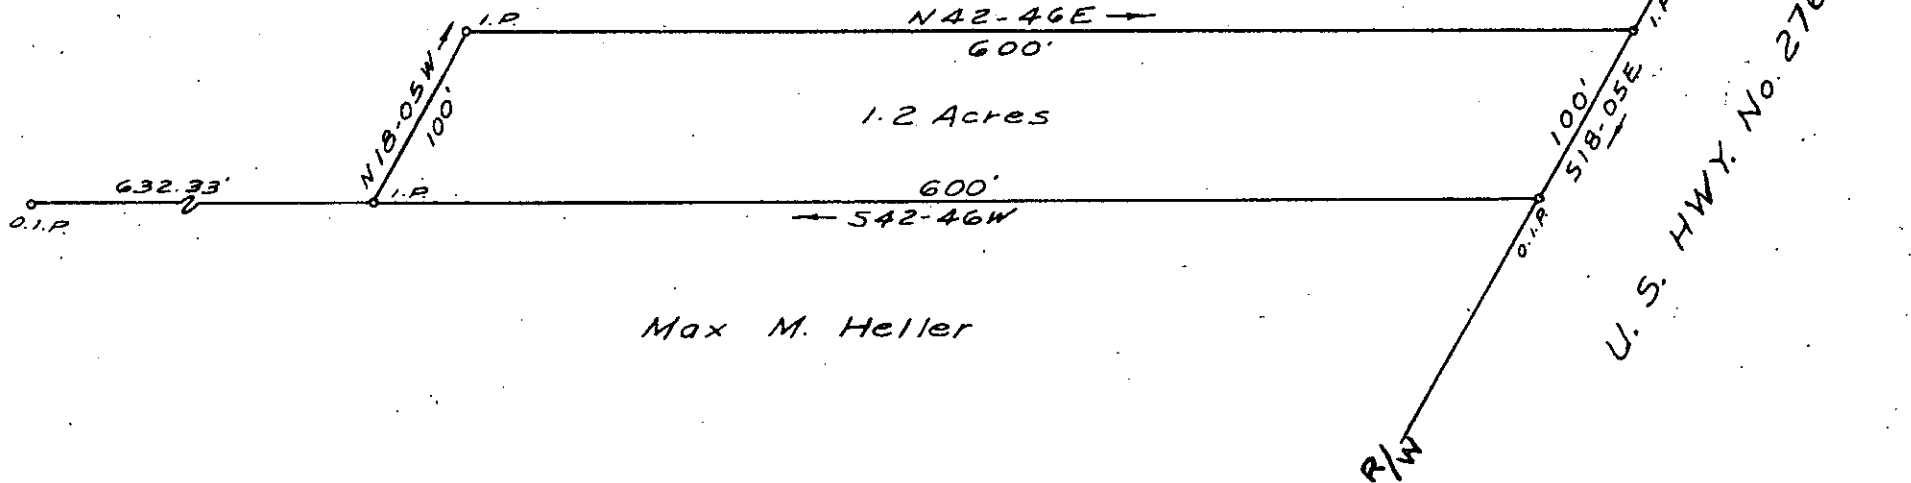 I.P.
N42-46E
I.P.
600'
N18-05W
100'
1.2 Acres
100'
S18-05E
U. S. HWY. No. 276
632.33'
I.P.
600'
O.I.P.
S42-46W
O.I.P.
Max M. Heller
R/W